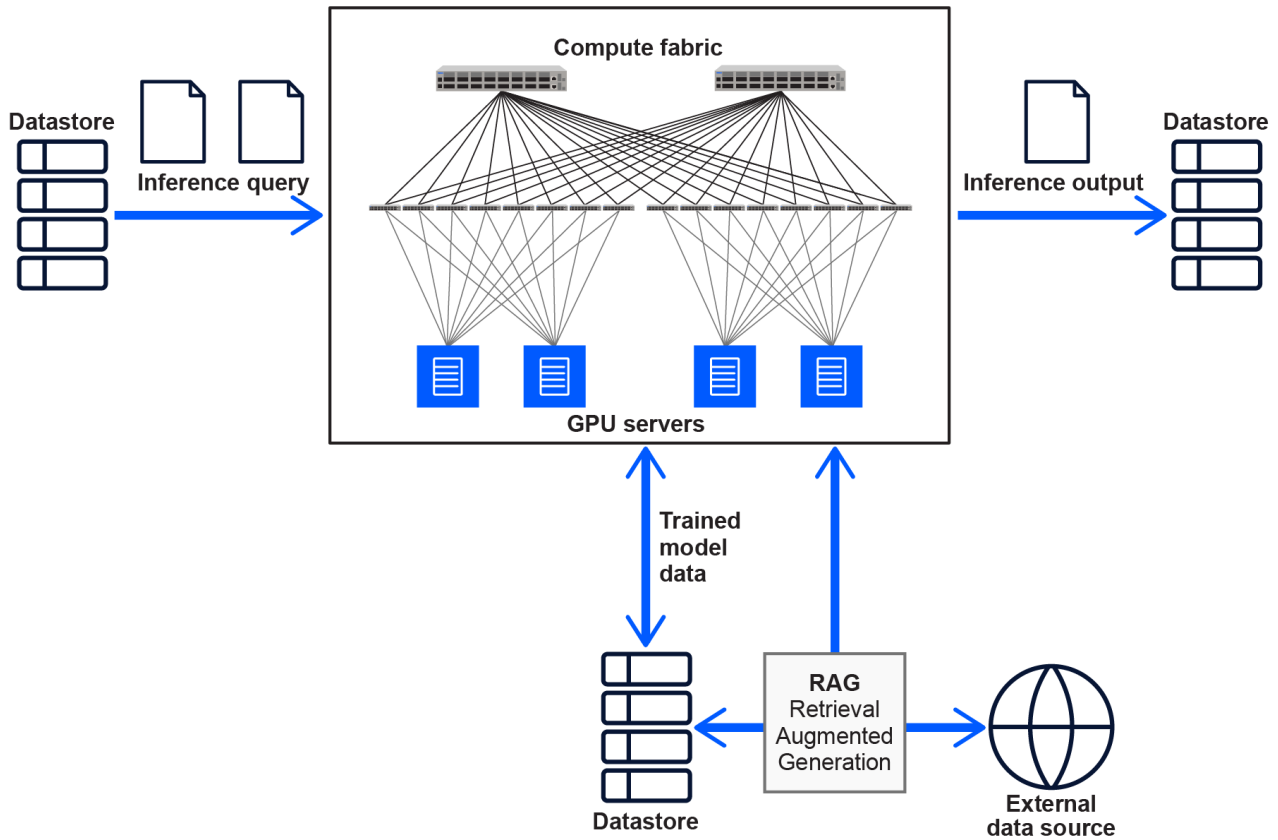 Compute fabric
Datastore
Inference query
Inference output
Datastore
GPU servers
Trained
model
data
RAG
Retrieval
Augmented
Generation
Datastore
External
data source